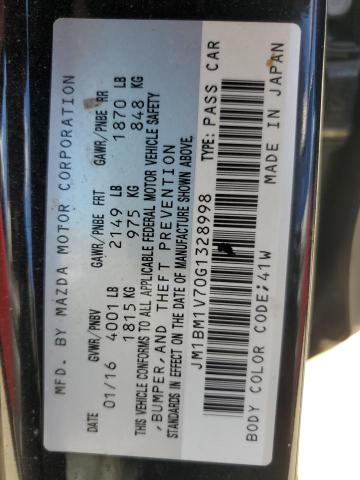 MFD. BY MAZDA MOTOR CORPORATION
DATE GVWR/PNBV GAWR/PNBE FRT GAWR/PNBE RR
01/16 4001 LB 2149 LB 1870 LB
1815 KG 975 KG 848 KG
THIS VEHICLE CONFORMS TO ALL APPLICABLE FEDERAL MOTOR VEHICLE SAFETY
, BUMPER, AND THEFT PREVENTION
STANDARDS IN EFFECT ON THE DATE OF MANUFACTURE SHOWN ABOVE.
JM1BM1V70G1328998 TYPE: PASS CAR
BODY COLOR CODE;41W MADE IN JAPAN